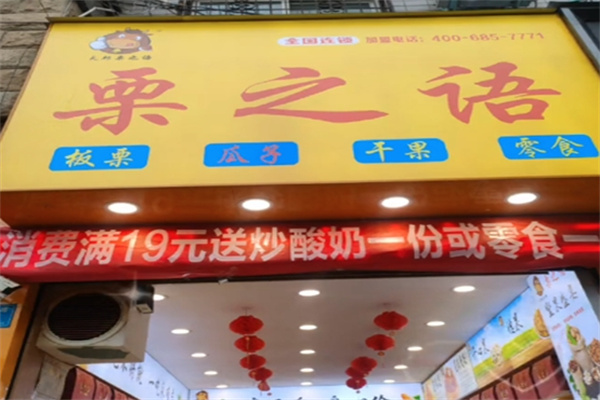 全国连锁 加盟电话：400-685-7771
栗之语
板栗 瓜子 干果 零食
消费满19元送炒酸奶一份或零食一